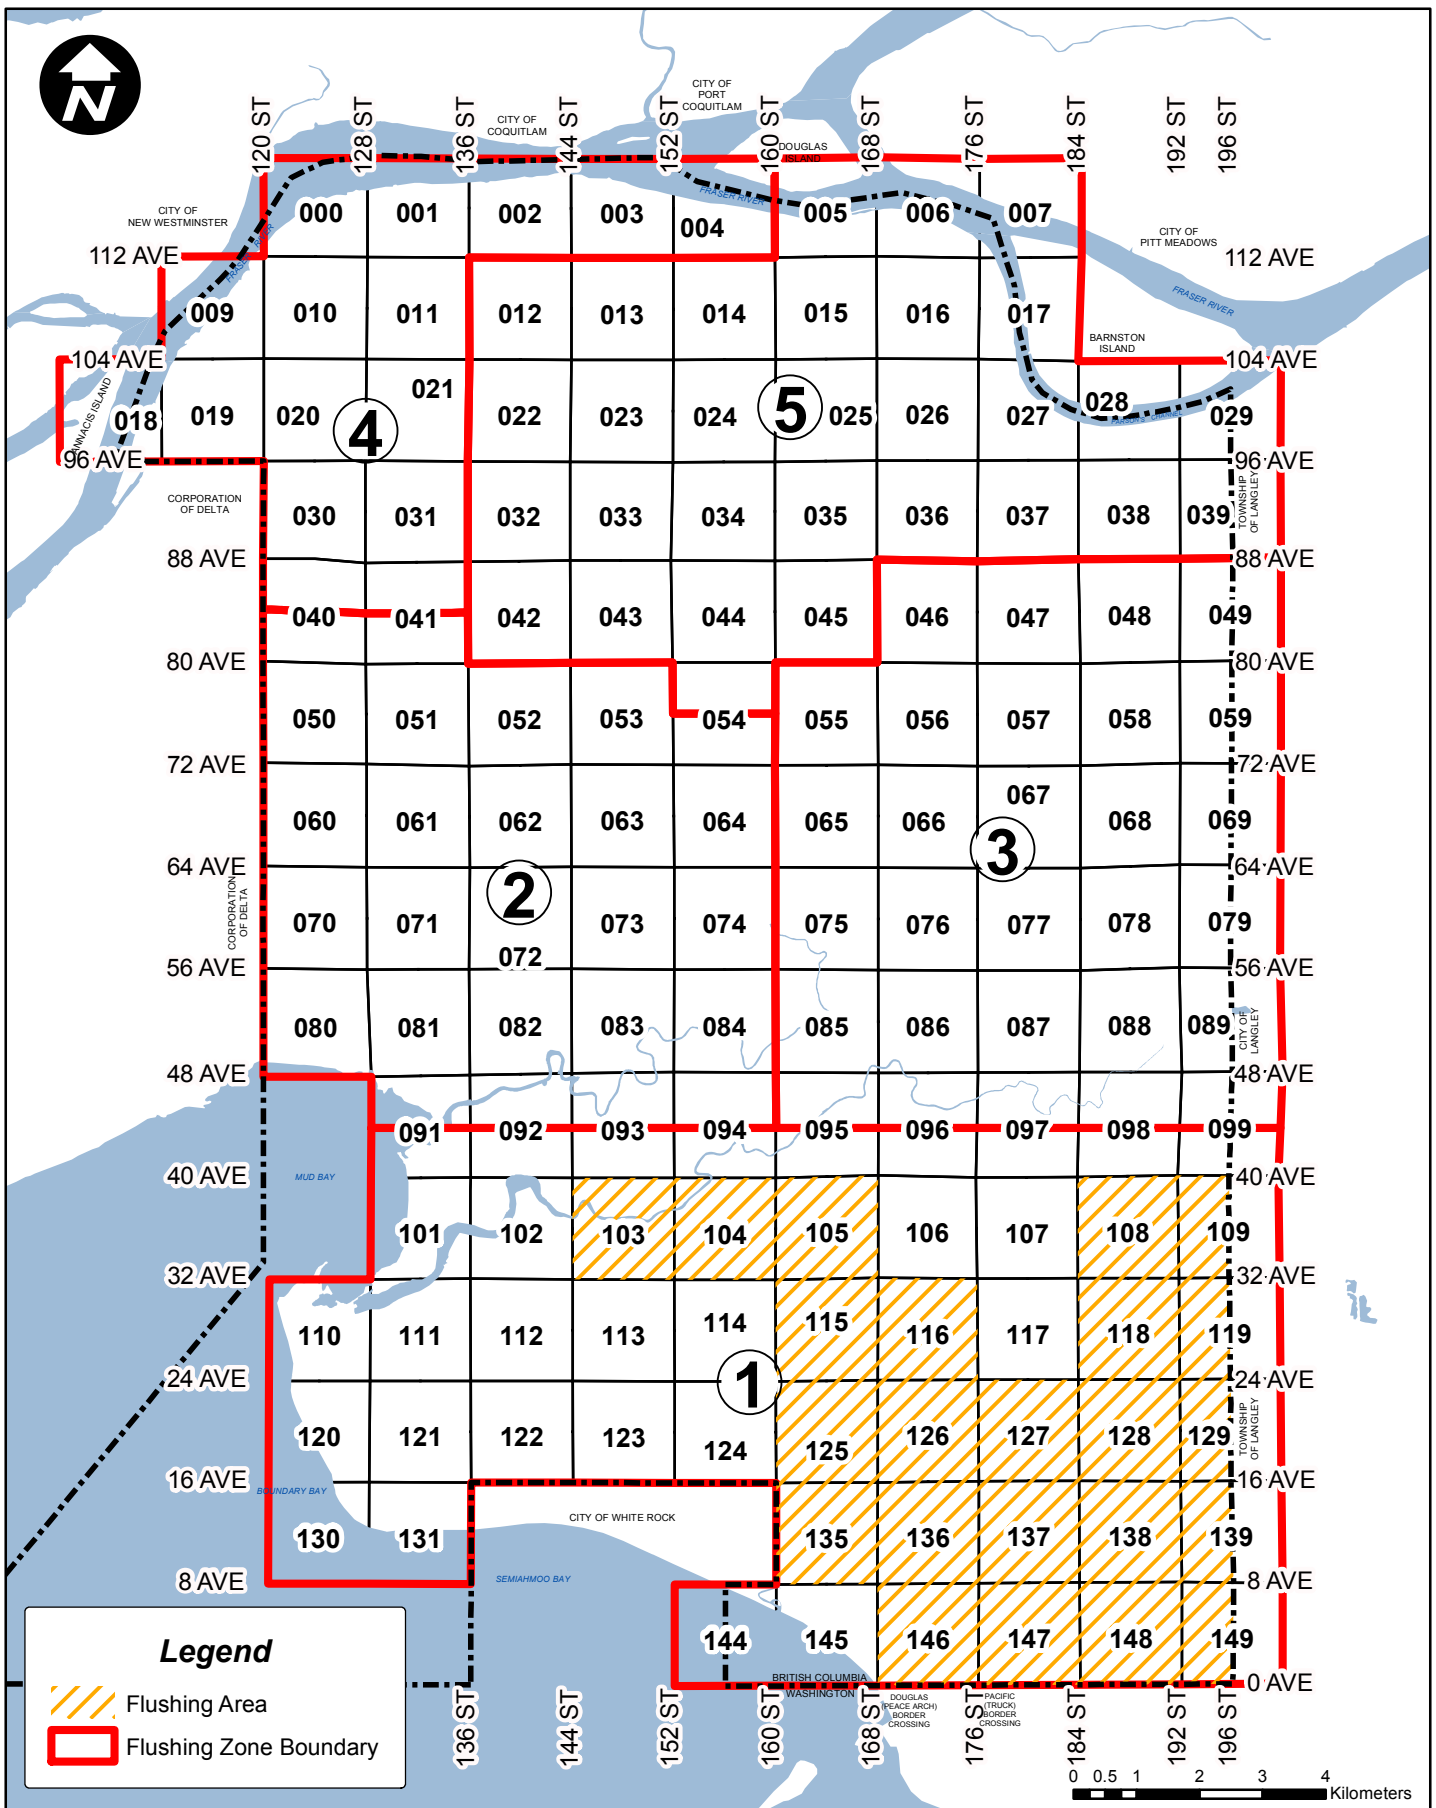 N
CITY OF
PORT
COQUITLAM
CITY OF
COQUITLAM
120 ST
128 ST
136 ST
144 ST
152 ST
160 ST
168 ST
176 ST
184 ST
192 ST
196 ST
DOUGLAS
ISLAND
CITY OF
NEW WESTMINSTER
FRASER RIVER
FRASER RIVER
CITY OF
PITT MEADOWS
000 001 002 003 004 005 006 007
112 AVE
112 AVE
FRASER RIVER
009 010 011 012 013 014 015 016 017
BARNSTON
ISLAND
104 AVE
104 AVE
ANNACIS ISLAND
018 019 020 021 022 023 024 025 026 027 028 029
4
5
PARSON'S CHANNEL
96 AVE
96 AVE
CORPORATION
OF DELTA
TOWNSHIP
OF LANGLEY
030 031 032 033 034 035 036 037 038 039
88 AVE
88 AVE
040 041 042 043 044 045 046 047 048 049
80 AVE
80 AVE
050 051 052 053 054 055 056 057 058 059
72 AVE
72 AVE
060 061 062 063 064 065 066 067 068 069
3
64 AVE
64 AVE
2
CORPORATION
OF DELTA
070 071 072 073 074 075 076 077 078 079
56 AVE
56 AVE
080 081 082 083 084 085 086 087 088 089
CITY OF
LANGLEY
48 AVE
48 AVE
091 092 093 094 095 096 097 098 099
40 AVE
40 AVE
MUD BAY
101 102 103 104 105 106 107 108 109
32 AVE
32 AVE
110 111 112 113 114 115 116 117 118 119
24 AVE
24 AVE
1
120 121 122 123 124 125 126 127 128 129
TOWNSHIP
OF LANGLEY
16 AVE
16 AVE
BOUNDARY BAY
CITY OF WHITE ROCK
130 131 135 136 137 138 139
8 AVE
8 AVE
SEMIAHMOO BAY
144 145 146 147 148 149
BRITISH COLUMBIA
WASHINGTON
0 AVE
DOUGLAS
(PEACE ARCH)
BORDER
CROSSING
PACIFIC
(TRUCK)
BORDER
CROSSING
136 ST
144 ST
152 ST
160 ST
168 ST
176 ST
184 ST
192 ST
196 ST
Legend
Flushing Area
Flushing Zone Boundary
0 0.5 1 2 3 4
Kilometers